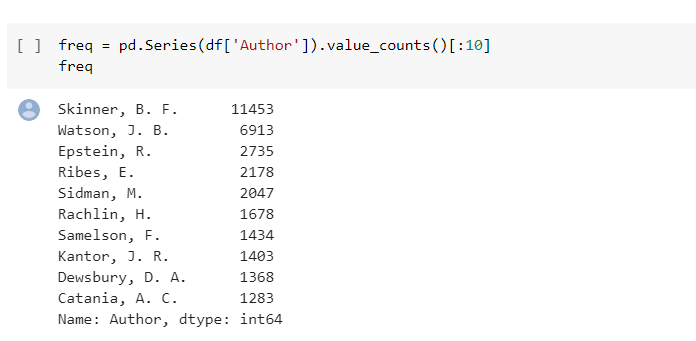 [ ] freq = pd.Series(df['Author']).value_counts()[:10]
freq
Skinner, B. F.      11453
Watson, J. B.        6913
Epstein, R.          2735
Ribes, E.            2178
Sidman, M.           2047
Rachlin, H.          1678
Samelson, F.         1434
Kantor, J. R.        1403
Dewsbury, D. A.      1368
Catania, A. C.       1283
Name: Author, dtype: int64